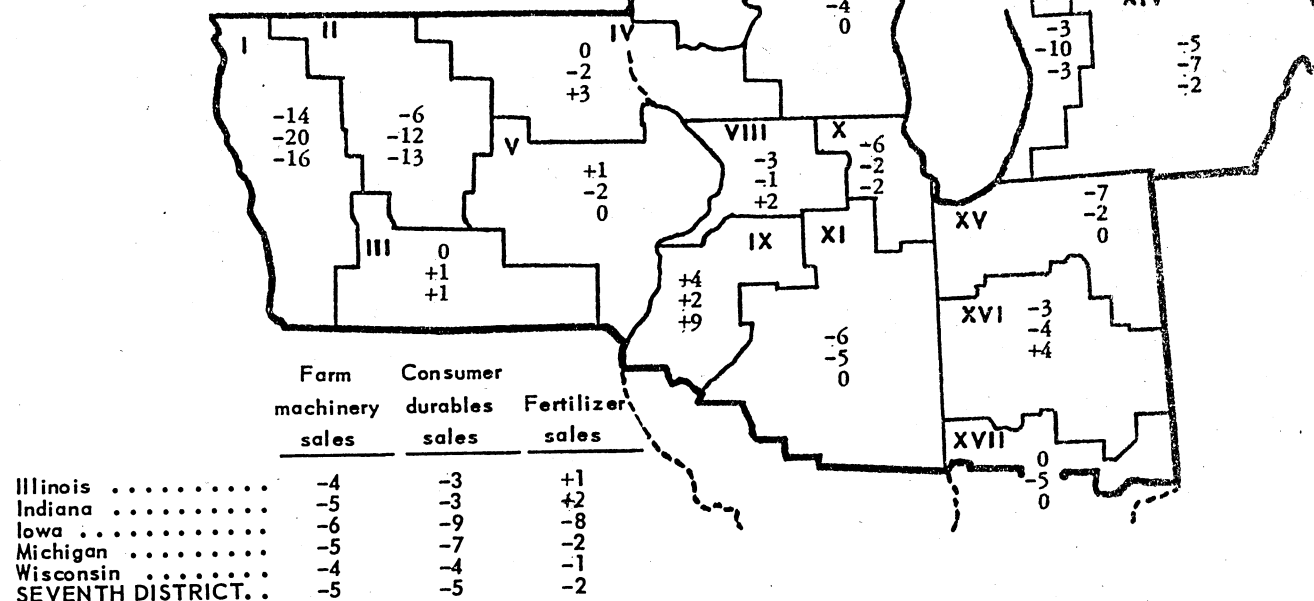 -4
0
XIV
-3
-10
-3
-5
-7
-2
I
II
IV
0
-2
+3
-14
-20
-16
-6
-12
-13
V
+1
-2
0
VIII
-3
-1
+2
X
-6
-2
-2
III
0
+1
+1
IX
+4
+2
+9
XI
-6
-5
0
XV
-7
-2
0
XVI
-3
-4
+4
XVII
0
-5
0
Farm Consumer
machinery durables Fertilizer
sales sales sales
Illinois .......... -4 -3 +1
Indiana .......... -5 -3 +2
Iowa ............ -6 -9 -8
Michigan ......... -5 -7 -2
Wisconsin ........ -4 -4 -1
SEVENTH DISTRICT.. -5 -5 -2